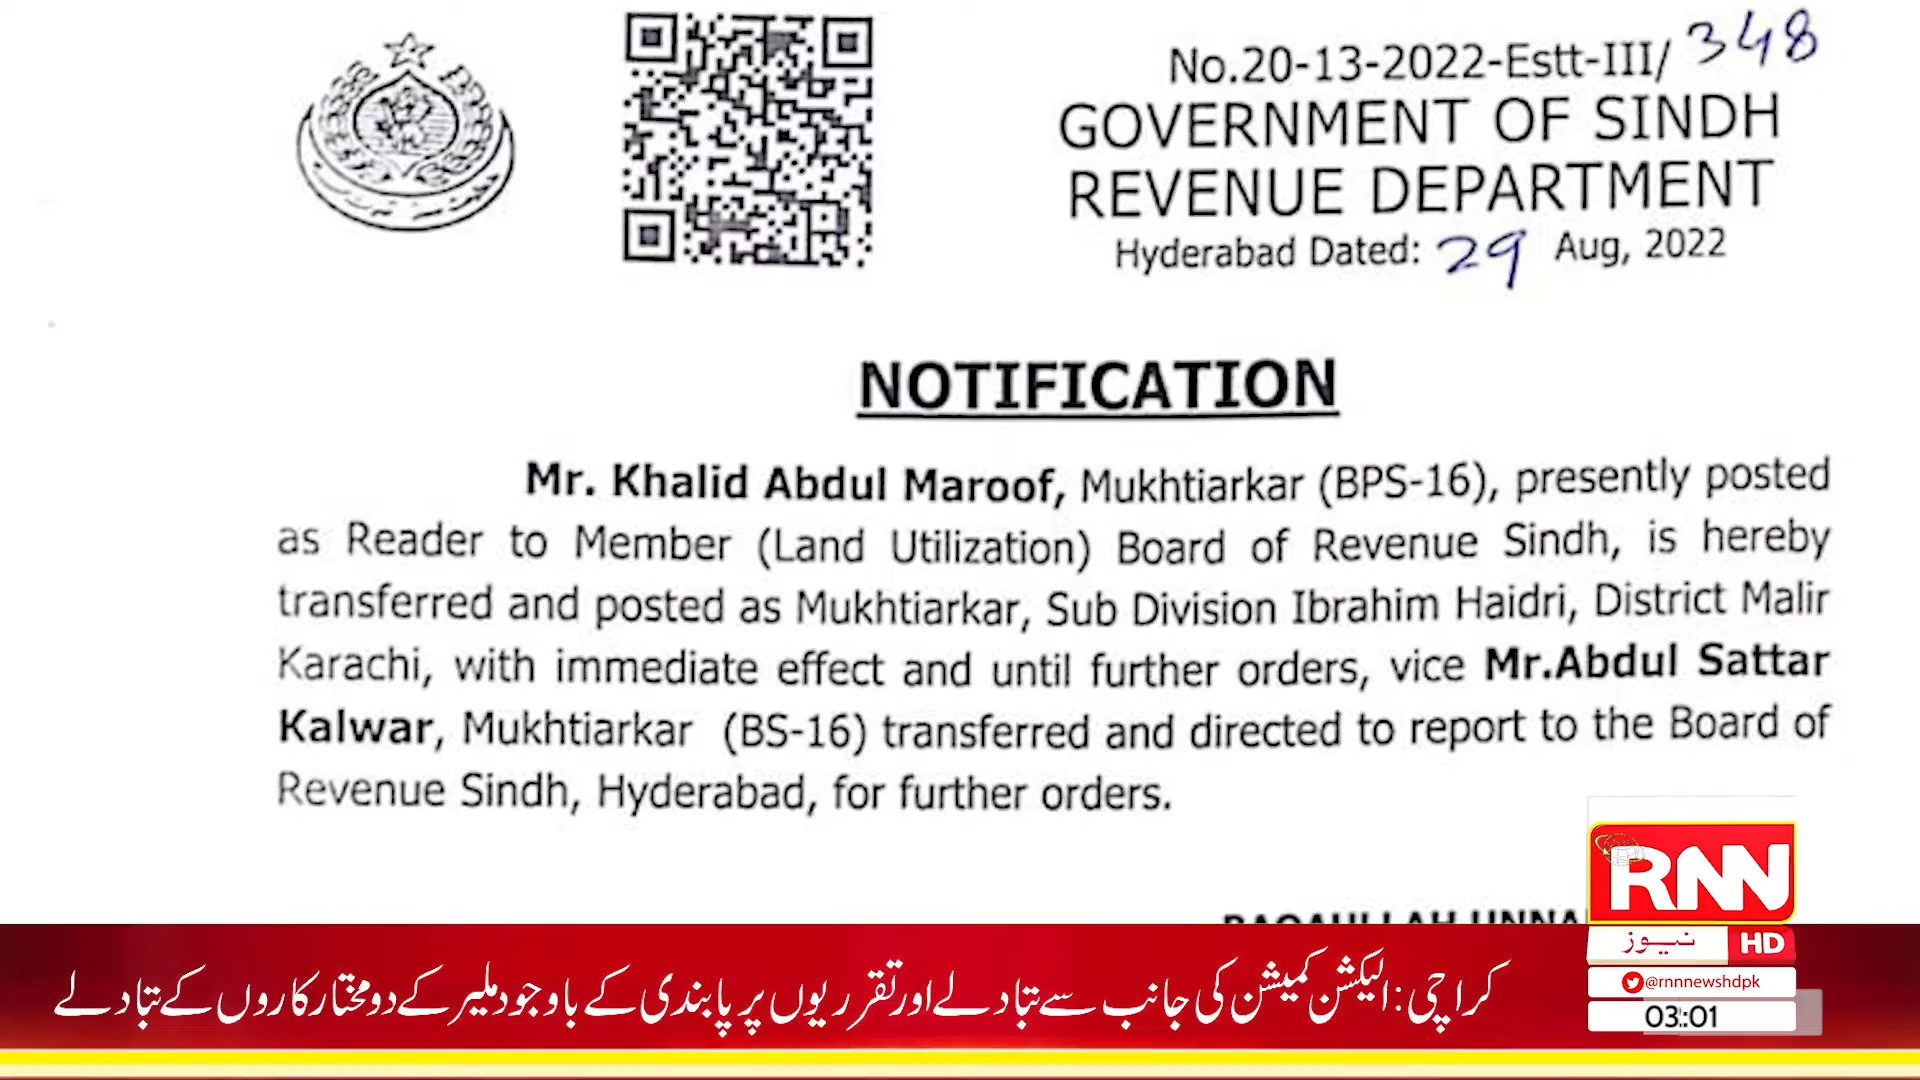 No.20-13-2022-Estt-III/ 348
GOVERNMENT OF SINDH
REVENUE DEPARTMENT
Hyderabad Dated: 29 Aug, 2022
NOTIFICATION
Mr. Khalid Abdul Maroof, Mukhtiarkar (BPS-16), presently posted
as Reader to Member (Land Utilization) Board of Revenue Sindh, is hereby
transferred and posted as Mukhtiarkar, Sub Division Ibrahim Haidri, District Malir
Karachi, with immediate effect and until further orders, vice Mr.Abdul Sattar
Kalwar, Mukhtiarkar (BS-16) transferred and directed to report to the Board of
Revenue Sindh, Hyderabad, for further orders.
RNN
نیوز HD
@rnnnewshdpk
03:01
کراچی: الیکشن کمیشن کی جانب سے تبادلے اور تقرریوں پر پابندی کے باوجود ملیر کے دو مختارکاروں کے تبادلے